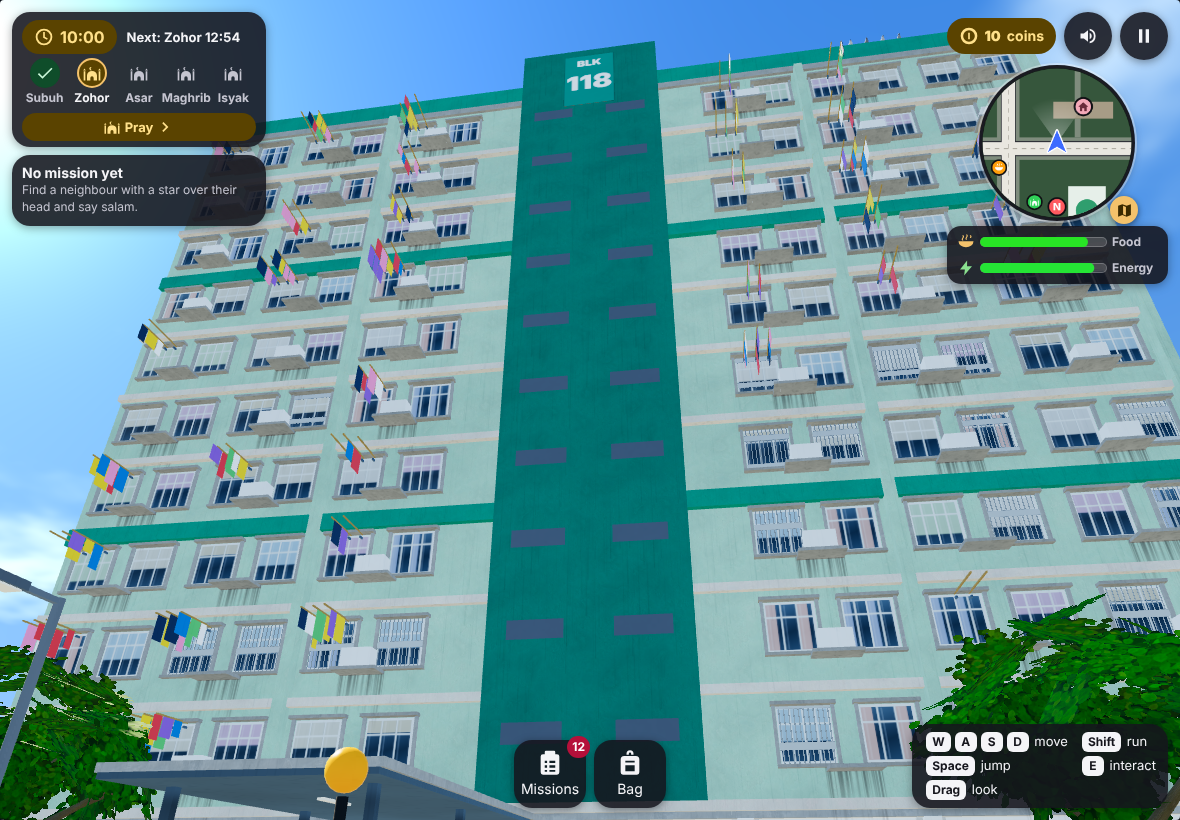 10:00
Next: Zohor 12:54
Subuh
Zohor
Asar
Maghrib
Isyak
Pray
No mission yet
Find a neighbour with a star over their
head and say salam.
BLK
118
10 coins
N
Food
Energy
12
Missions
Bag
W A S D move
Shift run
Space jump
E interact
Drag look